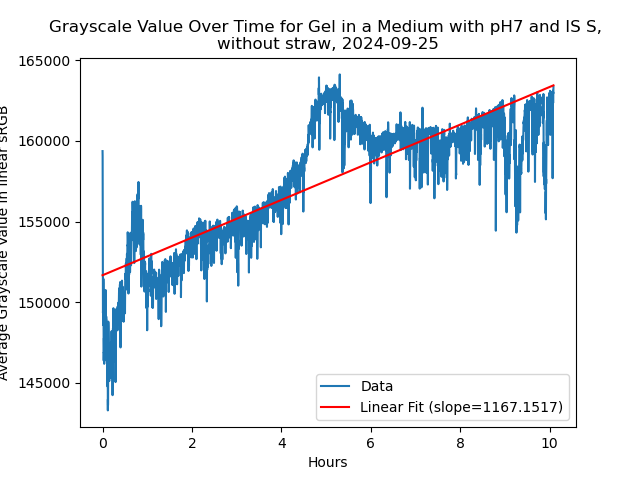 Grayscale Value Over Time for Gel in a Medium with pH7 and IS S,
without straw, 2024-09-25
Average Grayscale Value in linear sRGB
165000
160000
155000
150000
145000
0 2 4 6 8 10
Hours
Data
Linear Fit (slope=1167.1517)